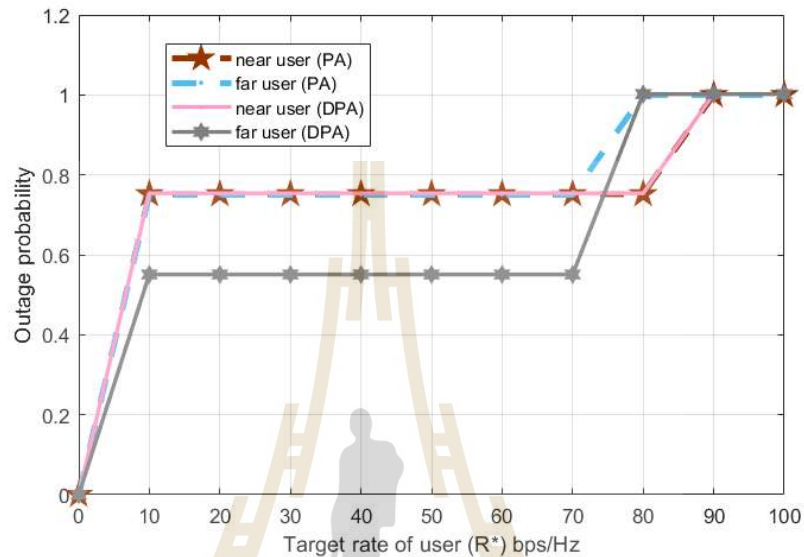 1.2
1
0.8
0.6
0.4
0.2
0
Outage probability
near user (PA)
far user (PA)
near user (DPA)
far user (DPA)
0 10 20 30 40 50 60 70 80 90 100
Target rate of user (R*) bps/Hz